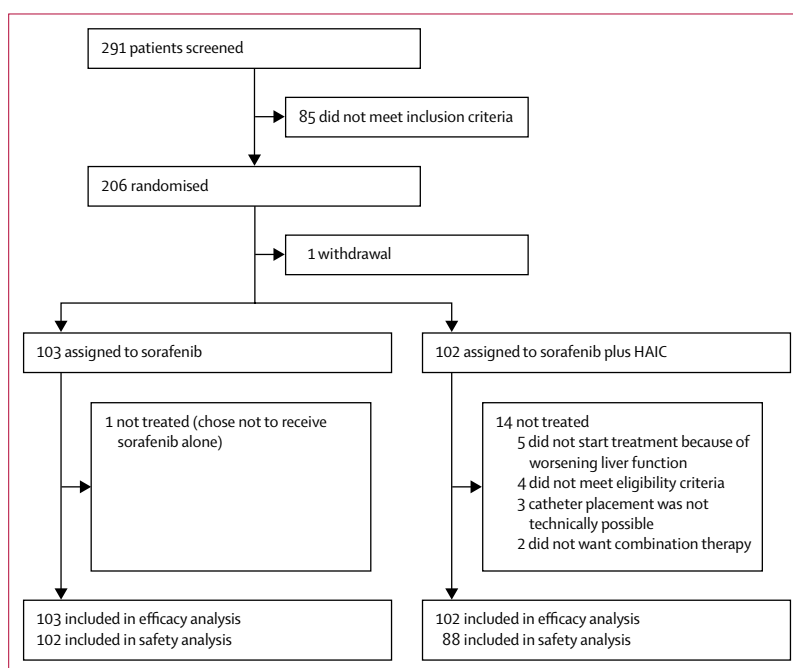 291 patients screened
85 did not meet inclusion criteria
206 randomised
1 withdrawal
103 assigned to sorafenib
102 assigned to sorafenib plus HAIC
1 not treated (chose not to receive
sorafenib alone)
14 not treated
5 did not start treatment because of
worsening liver function
4 did not meet eligibility criteria
3 catheter placement was not
technically possible
2 did not want combination therapy
103 included in efficacy analysis
102 included in safety analysis
102 included in efficacy analysis
88 included in safety analysis